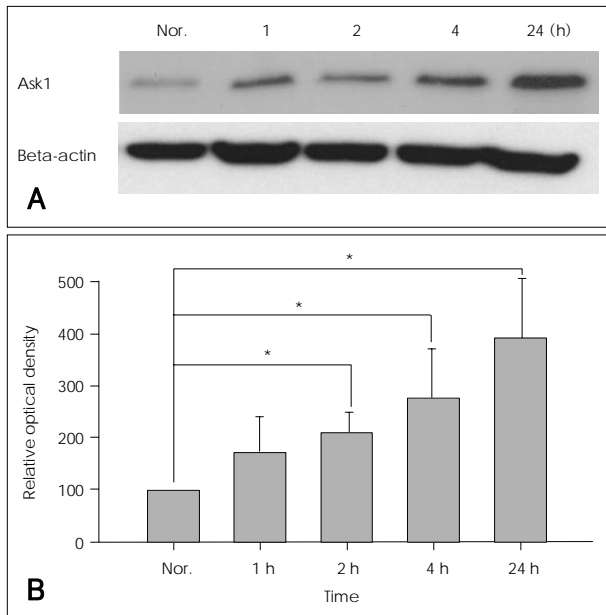 Nor. 1 2 4 24 (h)
Ask1
Beta-actin
A
*
*
*
500
400
300
200
100
0
Relative optical density
Nor. 1 h 2 h 4 h 24 h
Time
B